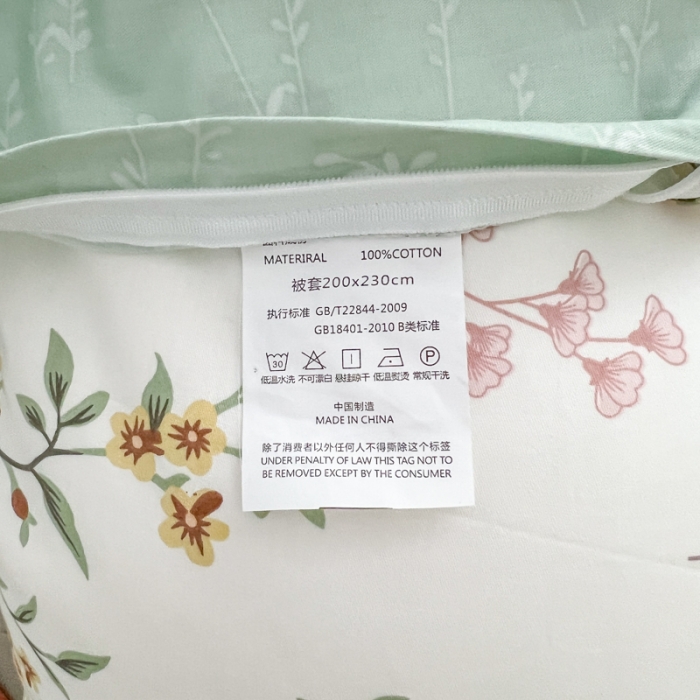 MATERIRAL 100%COTTON
被套200x230cm
执行标准 GB/T22844-2009
GB18401-2010 B类标准
30 P
低温水洗 不可漂白 悬挂晾干 低温熨烫 常规干洗
中国制造
MADE IN CHINA
除了消费者以外任何人不得撕除这个标签
UNDER PENALTY OF LAW THIS TAG NOT TO
BE REMOVED EXCEPT BY THE CONSUMER